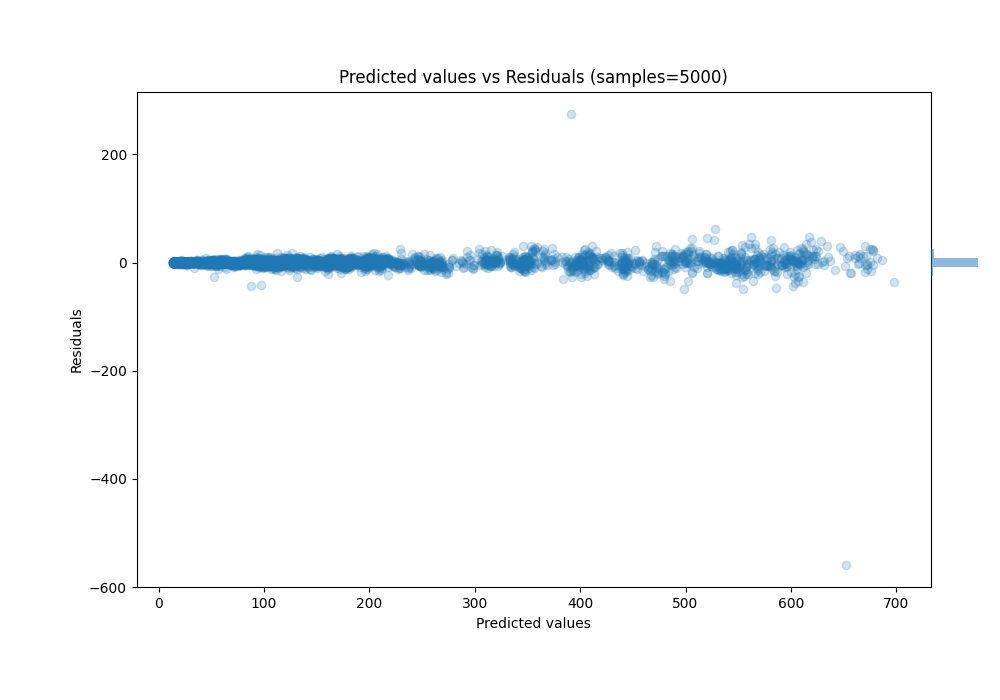 Predicted values vs Residuals (samples=5000)
200
0
−200
−400
−600
Residuals
0 100 200 300 400 500 600 700
Predicted values